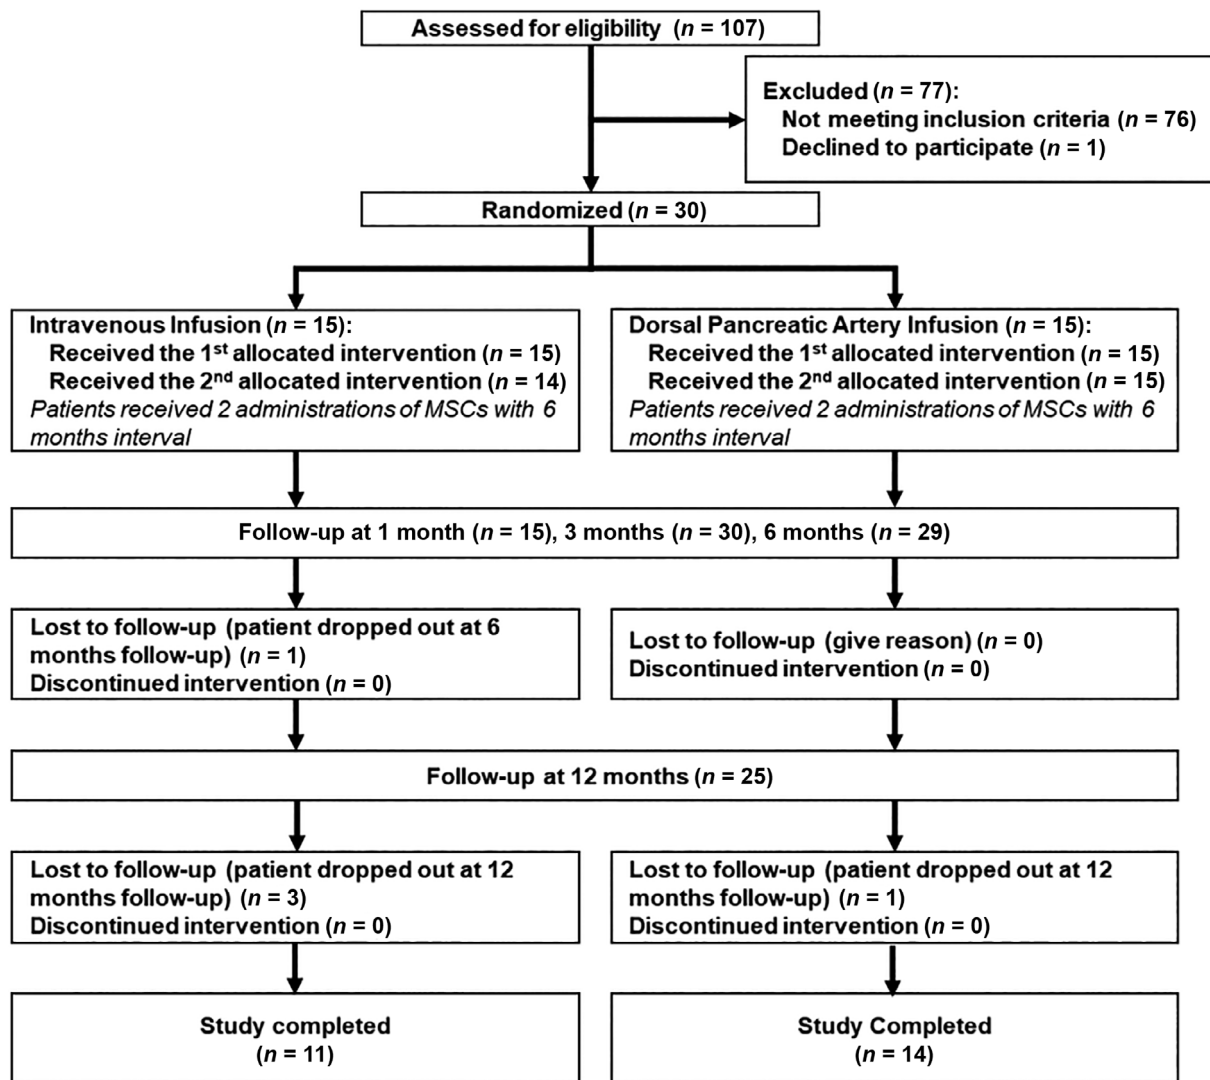 Assessed for eligibility (n = 107)
Excluded (n = 77):
Not meeting inclusion criteria (n = 76)
Declined to participate (n = 1)
Randomized (n = 30)
Intravenous Infusion (n = 15):
Received the 1st allocated intervention (n = 15)
Received the 2nd allocated intervention (n = 14)
Patients received 2 administrations of MSCs with 6
months interval
Dorsal Pancreatic Artery Infusion (n = 15):
Received the 1st allocated intervention (n = 15)
Received the 2nd allocated intervention (n = 15)
Patients received 2 administrations of MSCs with 6
months interval
Follow-up at 1 month (n = 15), 3 months (n = 30), 6 months (n = 29)
Lost to follow-up (patient dropped out at 6
months follow-up) (n = 1)
Discontinued intervention (n = 0)
Lost to follow-up (give reason) (n = 0)
Discontinued intervention (n = 0)
Follow-up at 12 months (n = 25)
Lost to follow-up (patient dropped out at 12
months follow-up) (n = 3)
Discontinued intervention (n = 0)
Lost to follow-up (patient dropped out at 12
months follow-up) (n = 1)
Discontinued intervention (n = 0)
Study completed
(n = 11)
Study Completed
(n = 14)